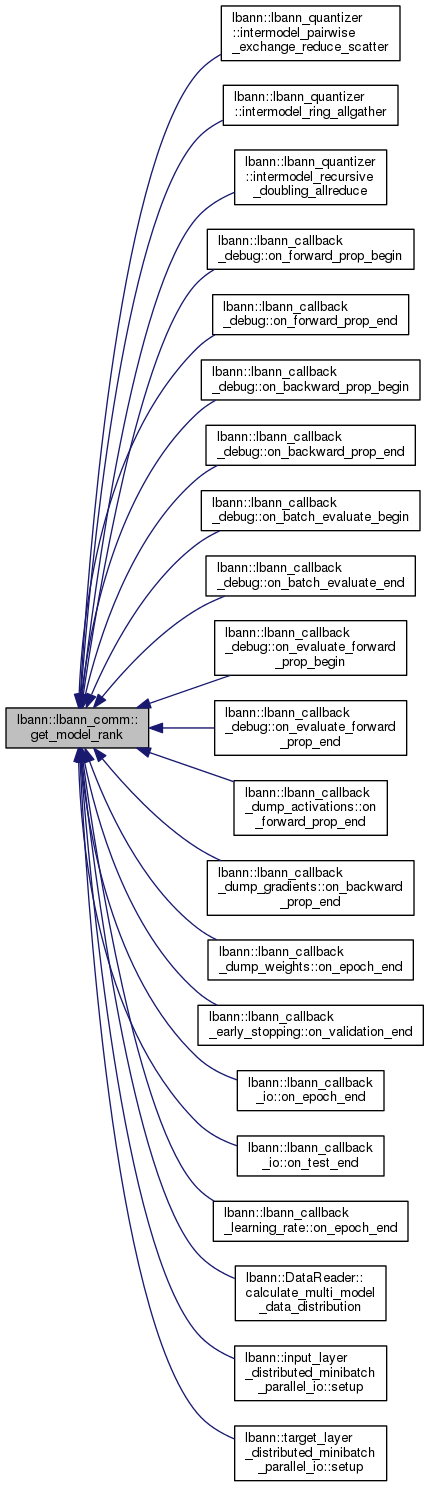 lbann::lbann_quantizer
::intermodel_pairwise
_exchange_reduce_scatter
lbann::lbann_quantizer
::intermodel_ring_allgather
lbann::lbann_quantizer
::intermodel_recursive
_doubling_allreduce
lbann::lbann_callback
_debug::on_forward_prop_begin
lbann::lbann_callback
_debug::on_forward_prop_end
lbann::lbann_callback
_debug::on_backward_prop_begin
lbann::lbann_callback
_debug::on_backward_prop_end
lbann::lbann_callback
_debug::on_batch_evaluate_begin
lbann::lbann_callback
_debug::on_batch_evaluate_end
lbann::lbann_callback
_debug::on_evaluate_forward
_prop_begin
lbann::lbann_comm::
get_model_rank
lbann::lbann_callback
_debug::on_evaluate_forward
_prop_end
lbann::lbann_callback
_dump_activations::on
_forward_prop_end
lbann::lbann_callback
_dump_gradients::on_backward
_prop_end
lbann::lbann_callback
_dump_weights::on_epoch_end
lbann::lbann_callback
_early_stopping::on_validation_end
lbann::lbann_callback
_io::on_epoch_end
lbann::lbann_callback
_io::on_test_end
lbann::lbann_callback
_learning_rate::on_epoch_end
lbann::DataReader::
calculate_multi_model
_data_distribution
lbann::input_layer
_distributed_minibatch
_parallel_io::setup
lbann::target_layer
_distributed_minibatch
_parallel_io::setup